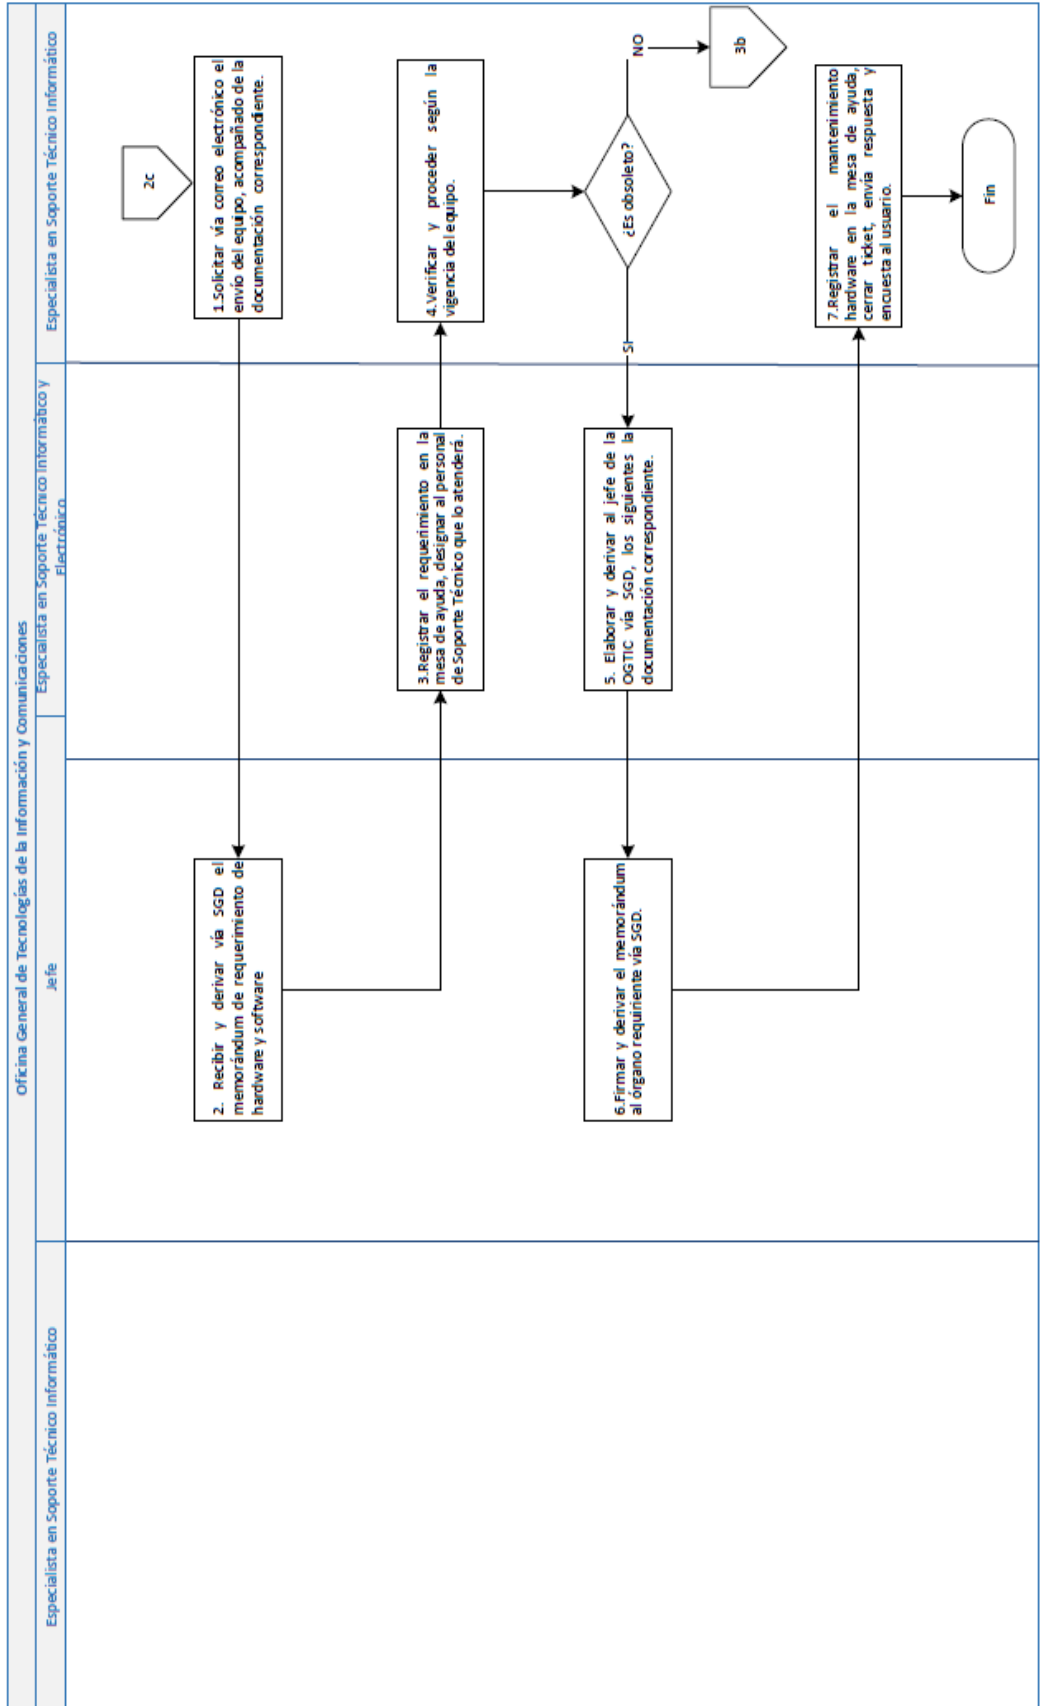 Oficina General de Tecnologías de la Información y Comunicaciones
Especialista en Soporte Técnico Informático
Jefe
Especialista en Soporte Técnico Informático y
Electrónico
Especialista en Soporte Técnico Informático
2c
1.Solicitar vía correo electrónico el
envío del equipo, acompañado de la
documentación correspondiente.
2. Recibir y derivar vía SGD el
memorándum de requerimiento de
hardware y software
3.Registrar el requerimiento en la
mesa de ayuda, designar al personal
de Soporte Técnico que lo atenderá.
4.Verificar y proceder según la
vigencia del equipo.
¿Es obsoleto?
NO
3b
SI
5. Elaborar y derivar al jefe de la
OGTIC vía SGD, los siguientes la
documentación correspondiente.
6.Firmar y derivar el memorándum
al órgano requiriente vía SGD.
7.Registrar el mantenimiento
hardware en la mesa de ayuda,
cerrar ticket, envía respuesta y
encuesta al usuario.
Fin